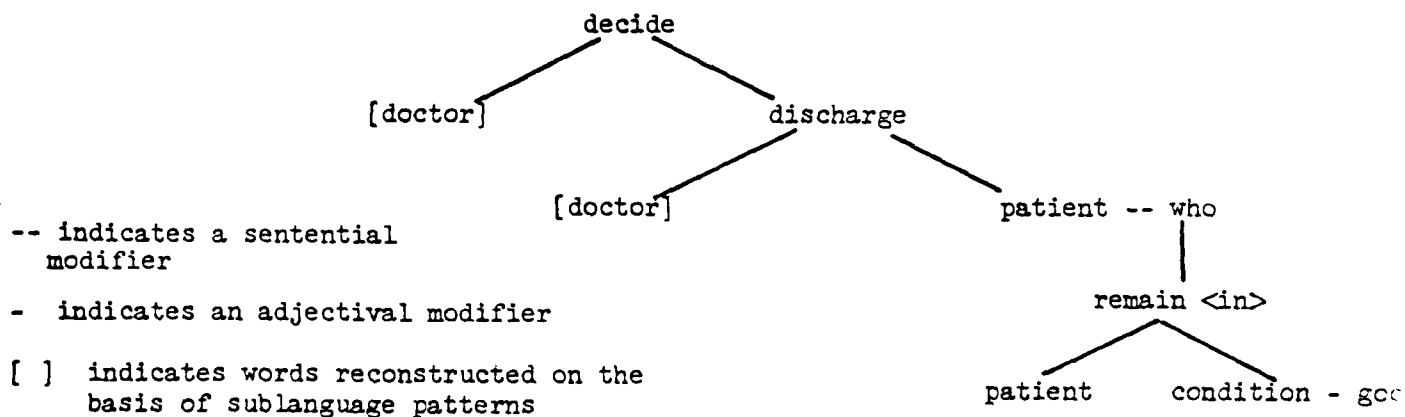 decide
[doctor] discharge
[doctor] patient -- who
-- indicates a sentential
modifier
remain <in>
- indicates an adjectival modifier
[ ] indicates words reconstructed on the
patient condition -
basis of sublanguage patterns